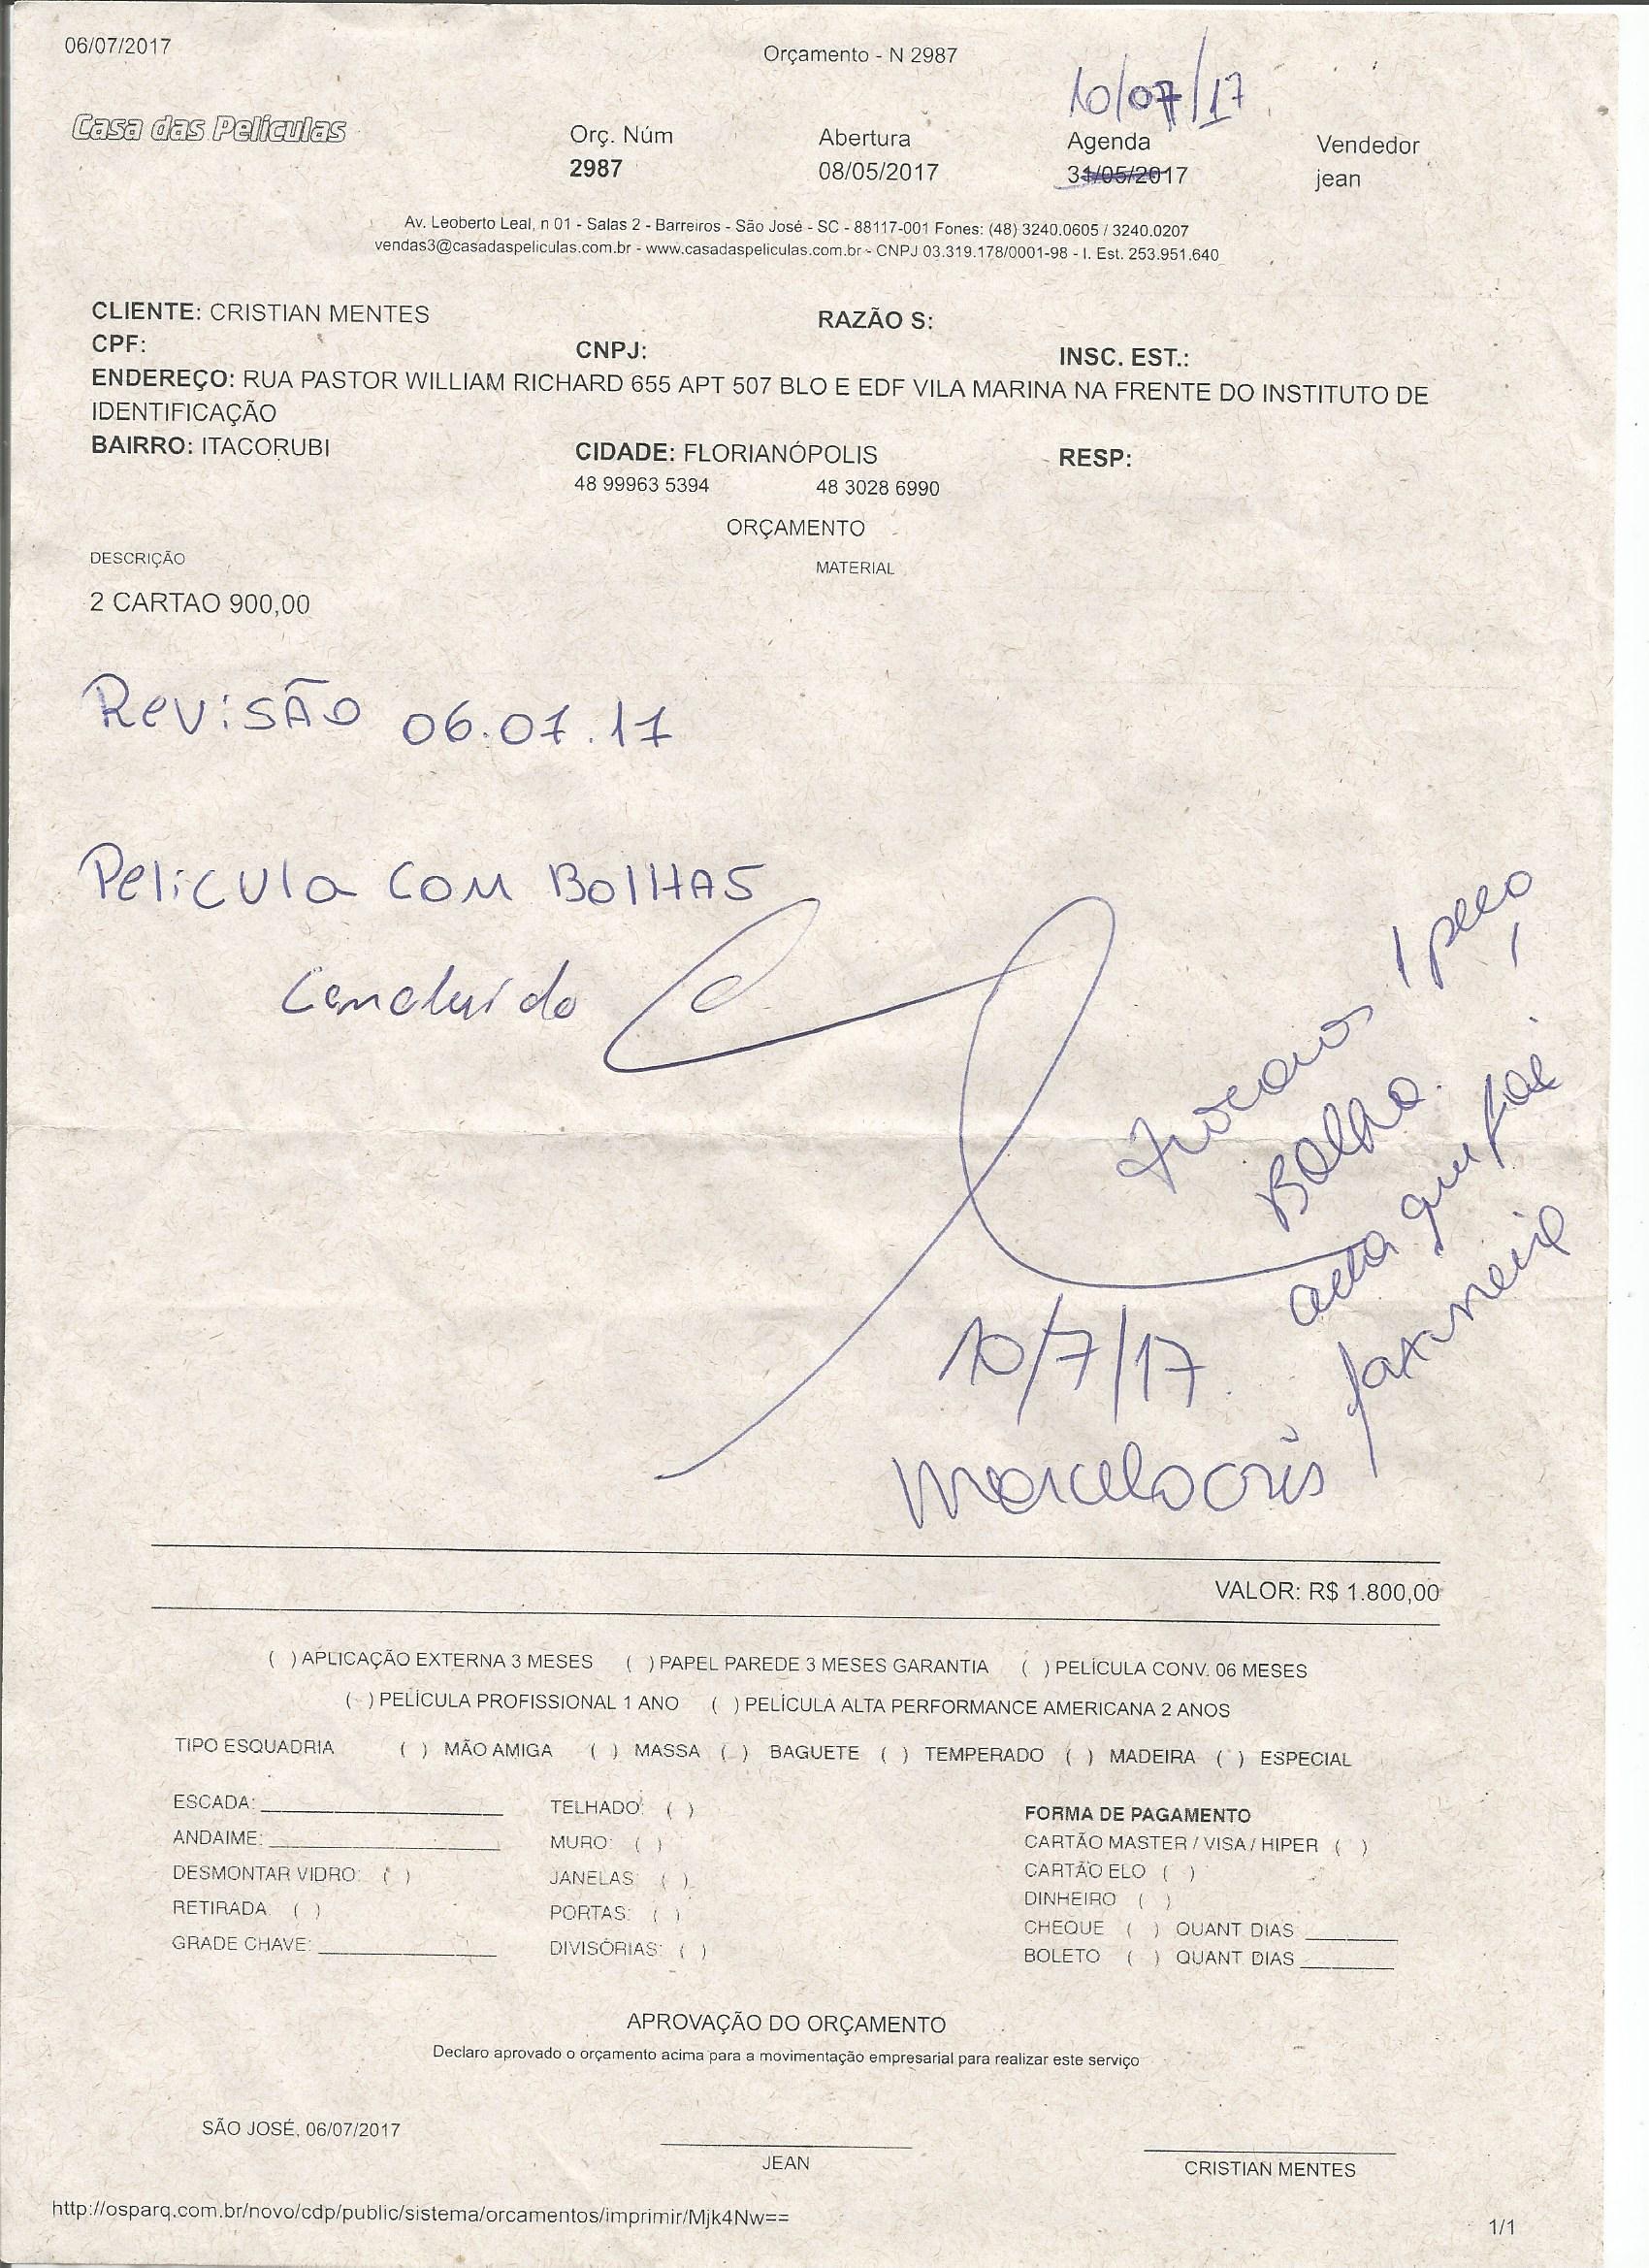 06/07/2017
Orçamento - N 2987
10/07/17
Casa das Películas
Orç. Núm Abertura Agenda Vendedor
2987 08/05/2017 31/05/2017 jean
Av. Leoberto Leal, n 01 - Salas 2 - Barreiros - São José - SC - 88117-001 Fones: (48) 3240.0605 / 3240.0207
vendas3@casadaspeliculas.com.br - www.casadaspeliculas.com.br - CNPJ 03.319.178/0001-98 - I. Est. 253.951.640
CLIENTE: CRISTIAN MENTES RAZÃO S:
CPF: CNPJ: INSC. EST.:
ENDEREÇO: RUA PASTOR WILLIAM RICHARD 655 APT 507 BLO E EDF VILA MARINA NA FRENTE DO INSTITUTO DE
IDENTIFICAÇÃO
BAIRRO: ITACORUBI CIDADE: FLORIANÓPOLIS RESP:
48 99963 5394 48 3028 6990
ORÇAMENTO
DESCRIÇÃO MATERIAL
2 CARTAO 900,00
Revisão 06.07.17
Pelicula com Bolhas
Concluído
1 peça
Bolha.
acha que foi
faxineira
10/7/17
Marcelo cris
VALOR: R$ 1.800,00
( ) APLICAÇÃO EXTERNA 3 MESES ( ) PAPEL PAREDE 3 MESES GARANTIA ( ) PELÍCULA CONV. 06 MESES
( ) PELÍCULA PROFISSIONAL 1 ANO ( ) PELÍCULA ALTA PERFORMANCE AMERICANA 2 ANOS
TIPO ESQUADRIA ( ) MÃO AMIGA ( ) MASSA ( ) BAGUETE ( ) TEMPERADO ( ) MADEIRA ( ) ESPECIAL
ESCADA: TELHADO: ( ) FORMA DE PAGAMENTO
ANDAIME: MURO: ( ) CARTÃO MASTER / VISA / HIPER ( )
DESMONTAR VIDRO: ( ) JANELAS: ( ) CARTÃO ELO ( )
RETIRADA: ( ) PORTAS: ( ) DINHEIRO ( )
GRADE CHAVE: DIVISÓRIAS: ( ) CHEQUE ( ) QUANT DIAS
BOLETO ( ) QUANT DIAS
APROVAÇÃO DO ORÇAMENTO
Declaro aprovado o orçamento acima para a movimentação empresarial para realizar este serviço
SÃO JOSÉ, 06/07/2017
JEAN CRISTIAN MENTES
http://osparq.com.br/novo/cdp/public/sistema/orcamentos/imprimir/Mjk4Nw== 1/1